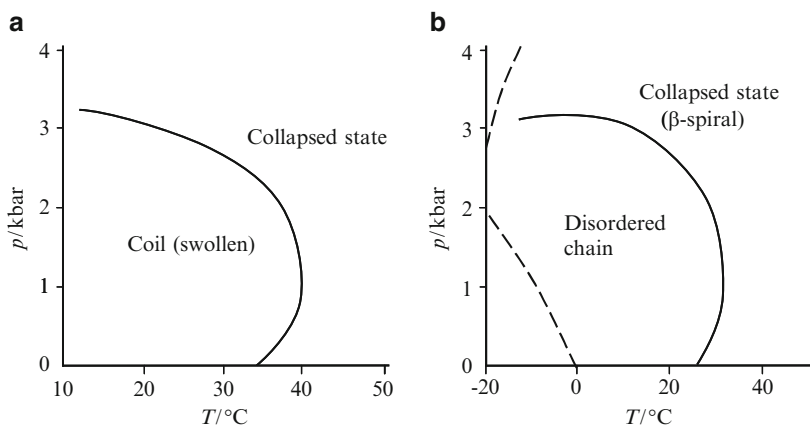 a
4
3
2
1
0
p/kbar
10
20
30
40
50
T/°C
Collapsed state
Coil (swollen)
b
4
3
2
1
0
p/kbar
-20
0
20
40
T/°C
Collapsed state
(β-spiral)
Disordered
chain